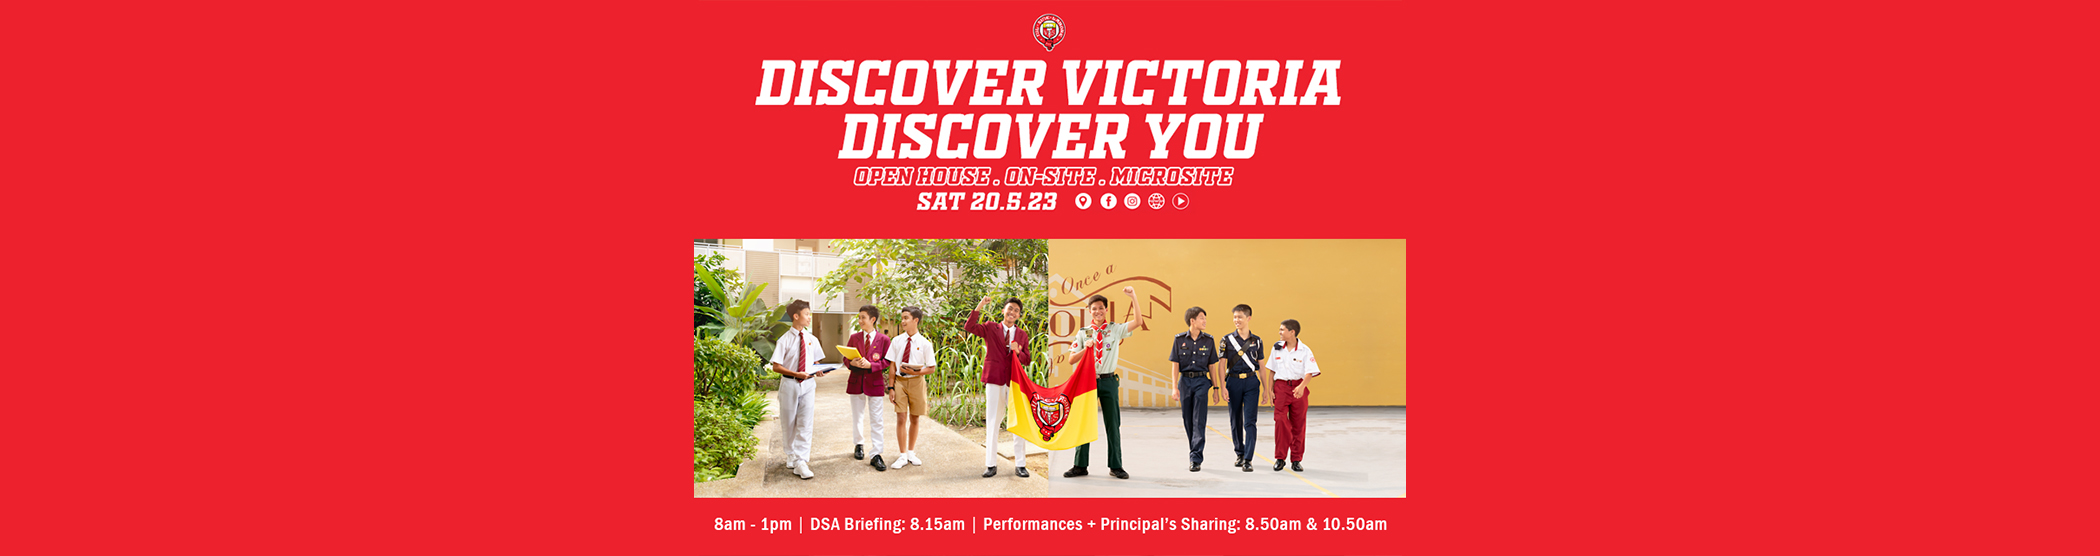 DISCOVER VICTORIA
DISCOVER YOU
OPEN HOUSE . ON-SITE . MICROSITE
SAT 20.5.23
Once a
8am - 1pm | DSA Briefing: 8.15am | Performances + Principal's Sharing: 8.50am & 10.50am